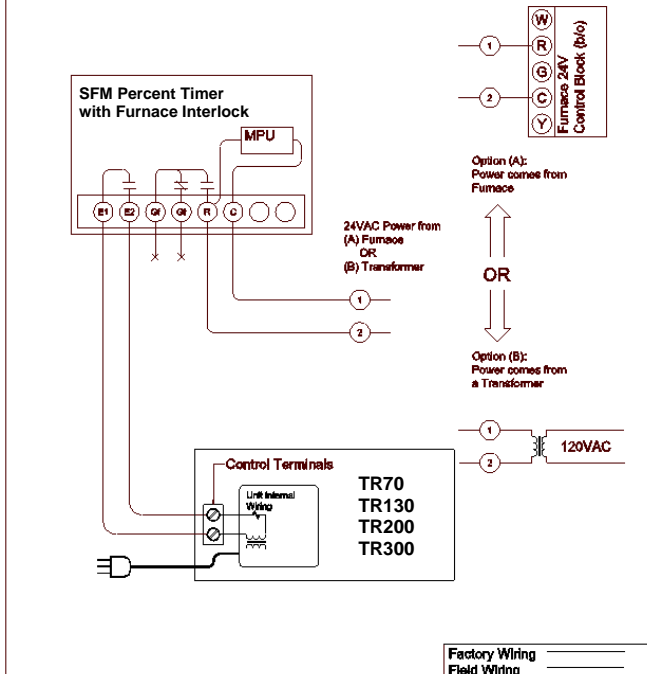 W
R
G
C
Y
Furnace 24V
Control Block (b/o)
1
2
SFM Percent Timer
with Furnace Interlock
MPU
E1 E2 Gf Gt R C
Option (A):
Power comes from
Furnace
24VAC Power from
(A) Furnace
OR
(B) Transformer
1
2
OR
Option (B):
Power comes from
a Transformer
1
2
120VAC
Control Terminals
Unit Internal
Wiring
TR70
TR130
TR200
TR300
Factory Wiring
Field Wiring